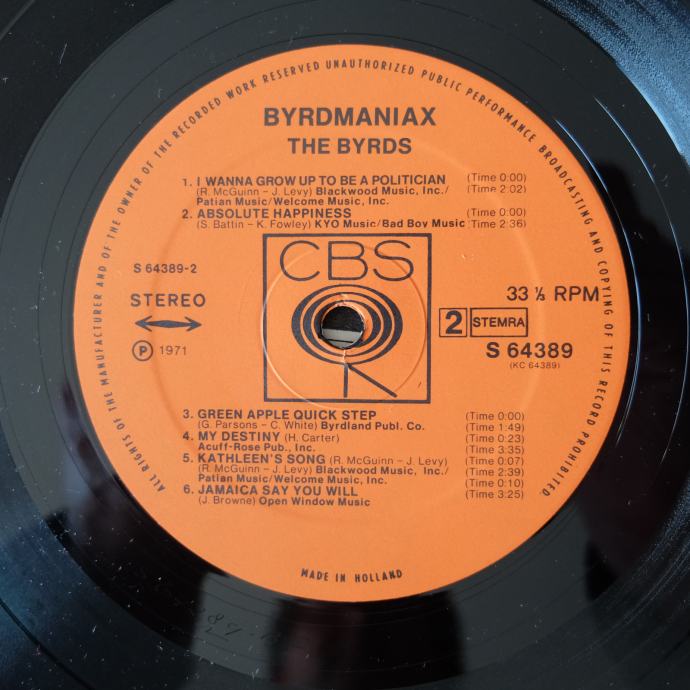 ALL RIGHTS OF THE MANUFACTURER AND OF THE OWNER OF THE RECORDED WORK RESERVED UNAUTHORIZED PUBLIC PERFORMANCE BROADCASTING AND COPYING OF THIS RECORD PROHIBITED
BYRDMANIAX
THE BYRDS
1. I WANNA GROW UP TO BE A POLITICIAN (Time 0:00)
(R. McGuinn – J. Levy) Blackwood Music, Inc./ (Time 2:02)
Patian Music/Welcome Music, Inc.
2. ABSOLUTE HAPPINESS (Time 0:00)
(S. Battin – K. Fowley) KYO Music/Bad Boy Music (Time 2:36)
CBS
S 64389-2
STEREO
Ⓟ 1971
33 ⅓ RPM
2 STEMRA
S 64389
(KC 64389)
3. GREEN APPLE QUICK STEP (Time 0:00)
(G. Parsons – C. White) Byrdland Publ. Co. (Time 1:49)
4. MY DESTINY (H. Carter) (Time 0:23)
Acuff-Rose Pub., Inc. (Time 3:35)
5. KATHLEEN'S SONG (R. McGuinn – J. Levy) (Time 0:07)
(R. McGuinn – J. Levy) Blackwood Music, Inc./ (Time 2:39)
Patian Music/Welcome Music, Inc. (Time 0:10)
6. JAMAICA SAY YOU WILL (Time 3:25)
(J. Browne) Open Window Music
MADE IN HOLLAND